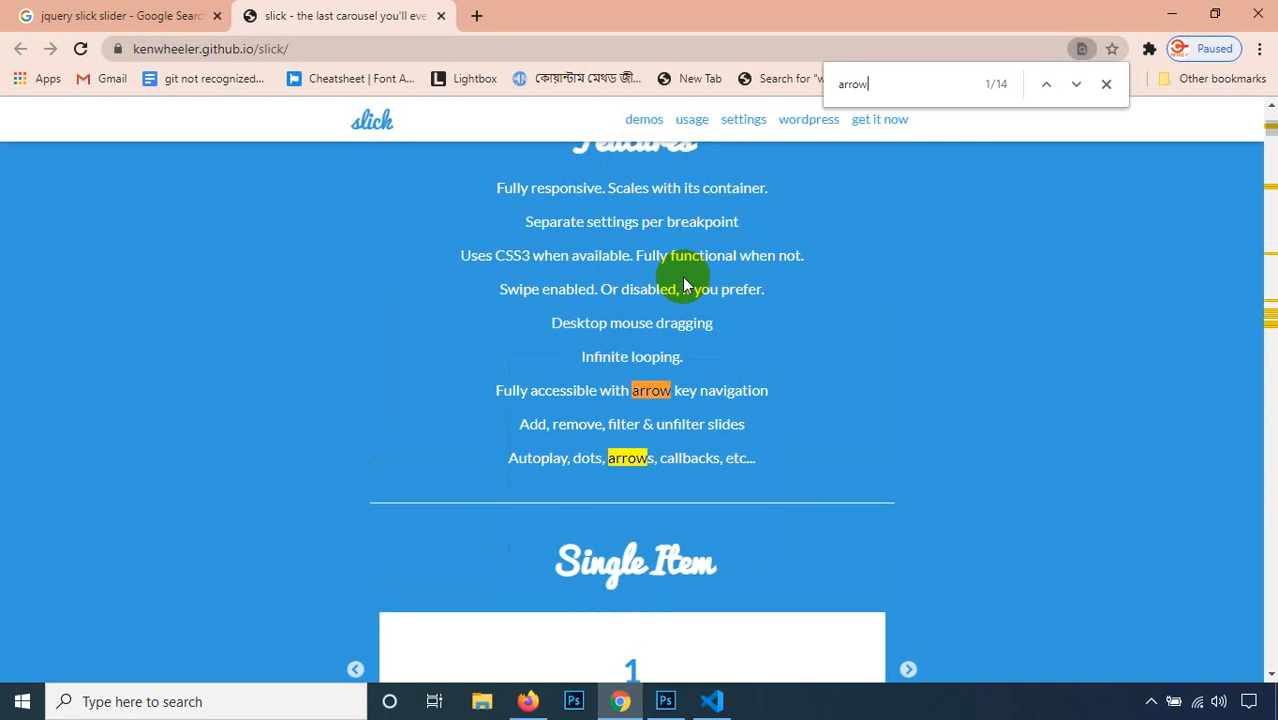 jquery slick slider - Google Searc
slick - the last carousel you'll eve
kenwheeler.github.io/slick/
Paused
Apps
Gmail
git not recognized...
Cheatsheet | Font A...
Lightbox
কোয়ান্টাম মেথড জী...
New Tab
Search for "w
Other bookmarks
arrow
1/14
slick
demos
usage
settings
wordpress
get it now
Features
Fully responsive. Scales with its container.
Separate settings per breakpoint
Uses CSS3 when available. Fully functional when not.
Swipe enabled. Or disabled, if you prefer.
Desktop mouse dragging
Infinite looping.
Fully accessible with arrow key navigation
Add, remove, filter & unfilter slides
Autoplay, dots, arrows, callbacks, etc...
Single Item
1
Type here to search